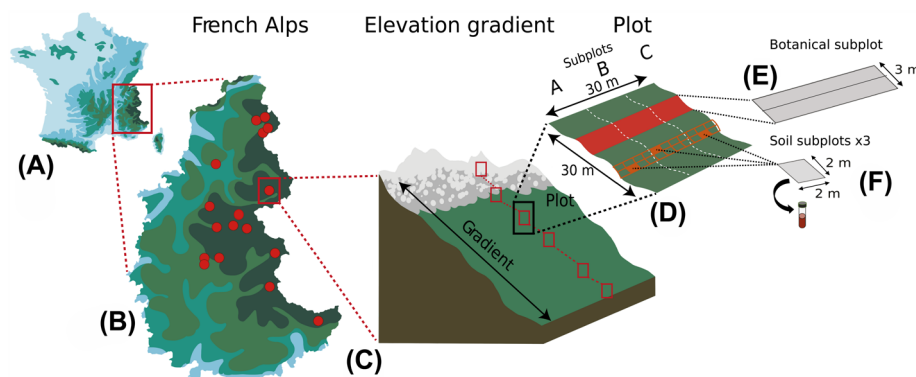 French Alps
Elevation gradient
Plot
Subplots
A B C
30 m
30 m
Botanical subplot
3 m
Soil subplots x3
2 m
2 m
Plot
Gradient
(A)
(B)
(C)
(D)
(E)
(F)